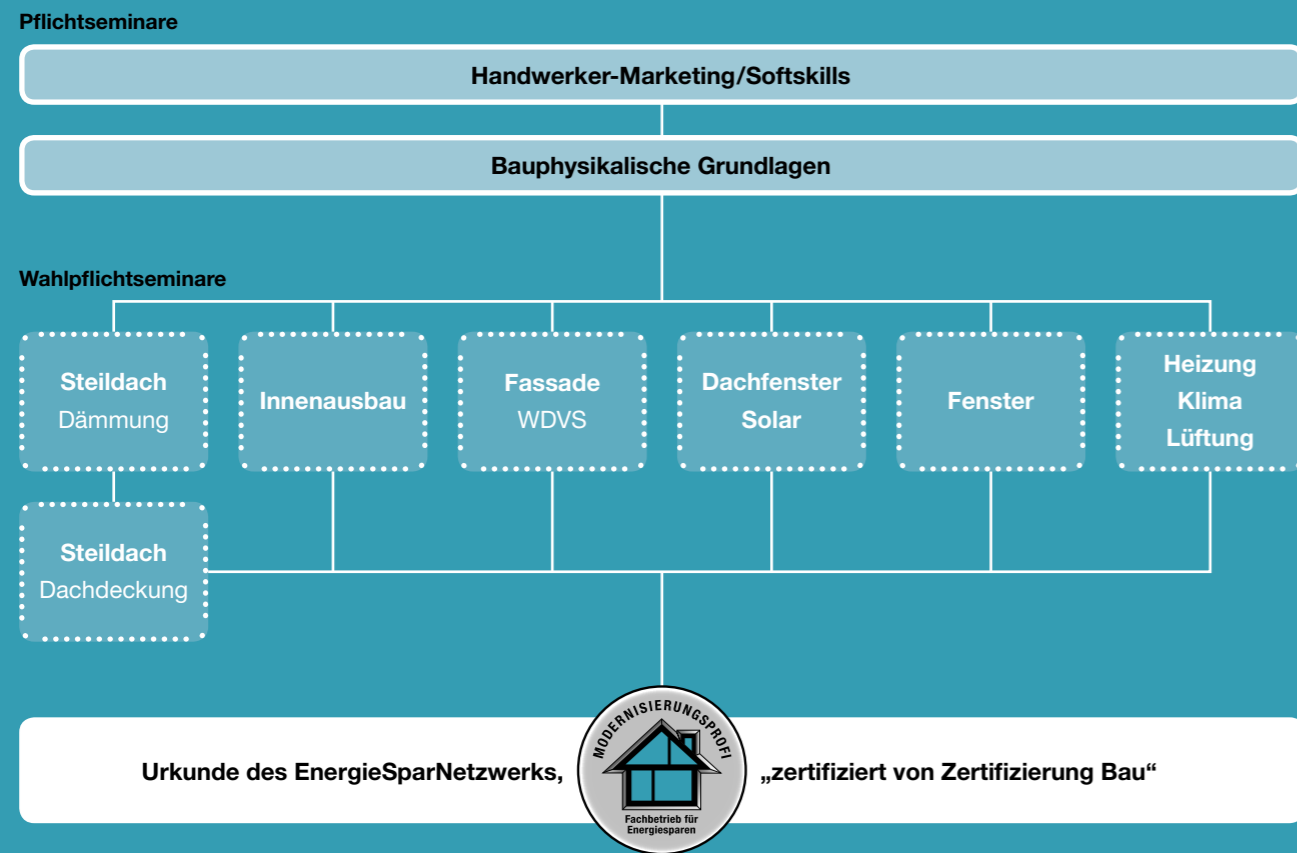 Pflichtseminare
Handwerker-Marketing/Softskills
Bauphysikalische Grundlagen
Wahlpflichtseminare
Steildach
Dämmung
Innenausbau
Fassade
WDVS
Dachfenster
Solar
Fenster
Heizung
Klima
Lüftung
Steildach
Dachdeckung
Urkunde des EnergieSparNetzwerks,
MODERNISIERUNGSPROFI
Fachbetrieb für
Energiesparen
„zertifiziert von Zertifizierung Bau“